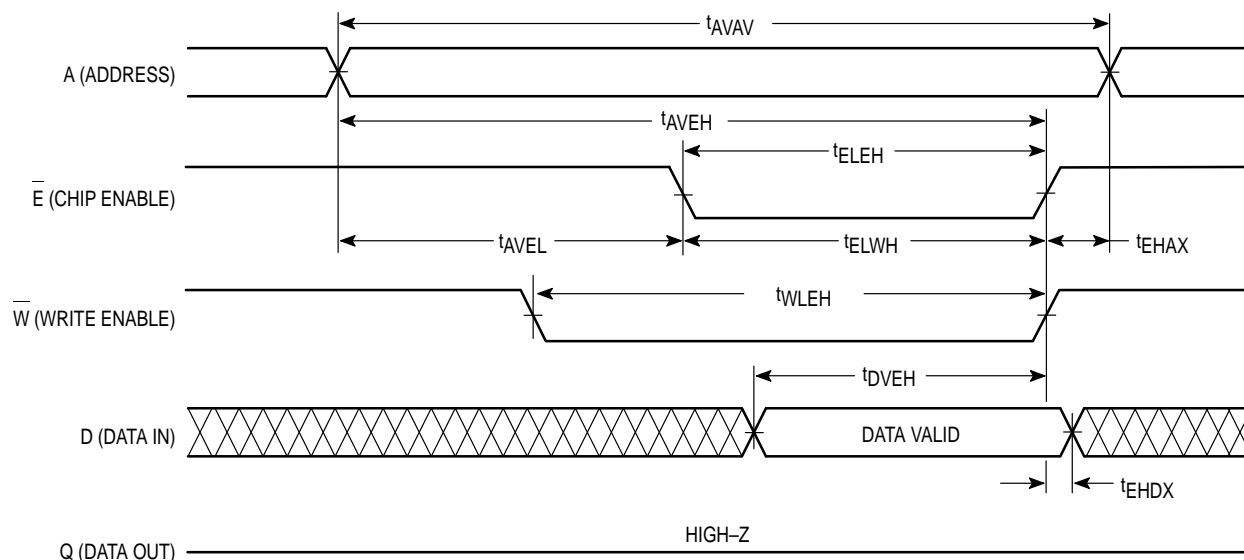 tAVAV
A (ADDRESS)
tAVEH
tELEH
E̅ (CHIP ENABLE)
tAVEL
tELWH
tEHAX
tWLEH
W̅ (WRITE ENABLE)
tDVEH
D (DATA IN)
DATA VALID
tEHDX
HIGH–Z
Q (DATA OUT)